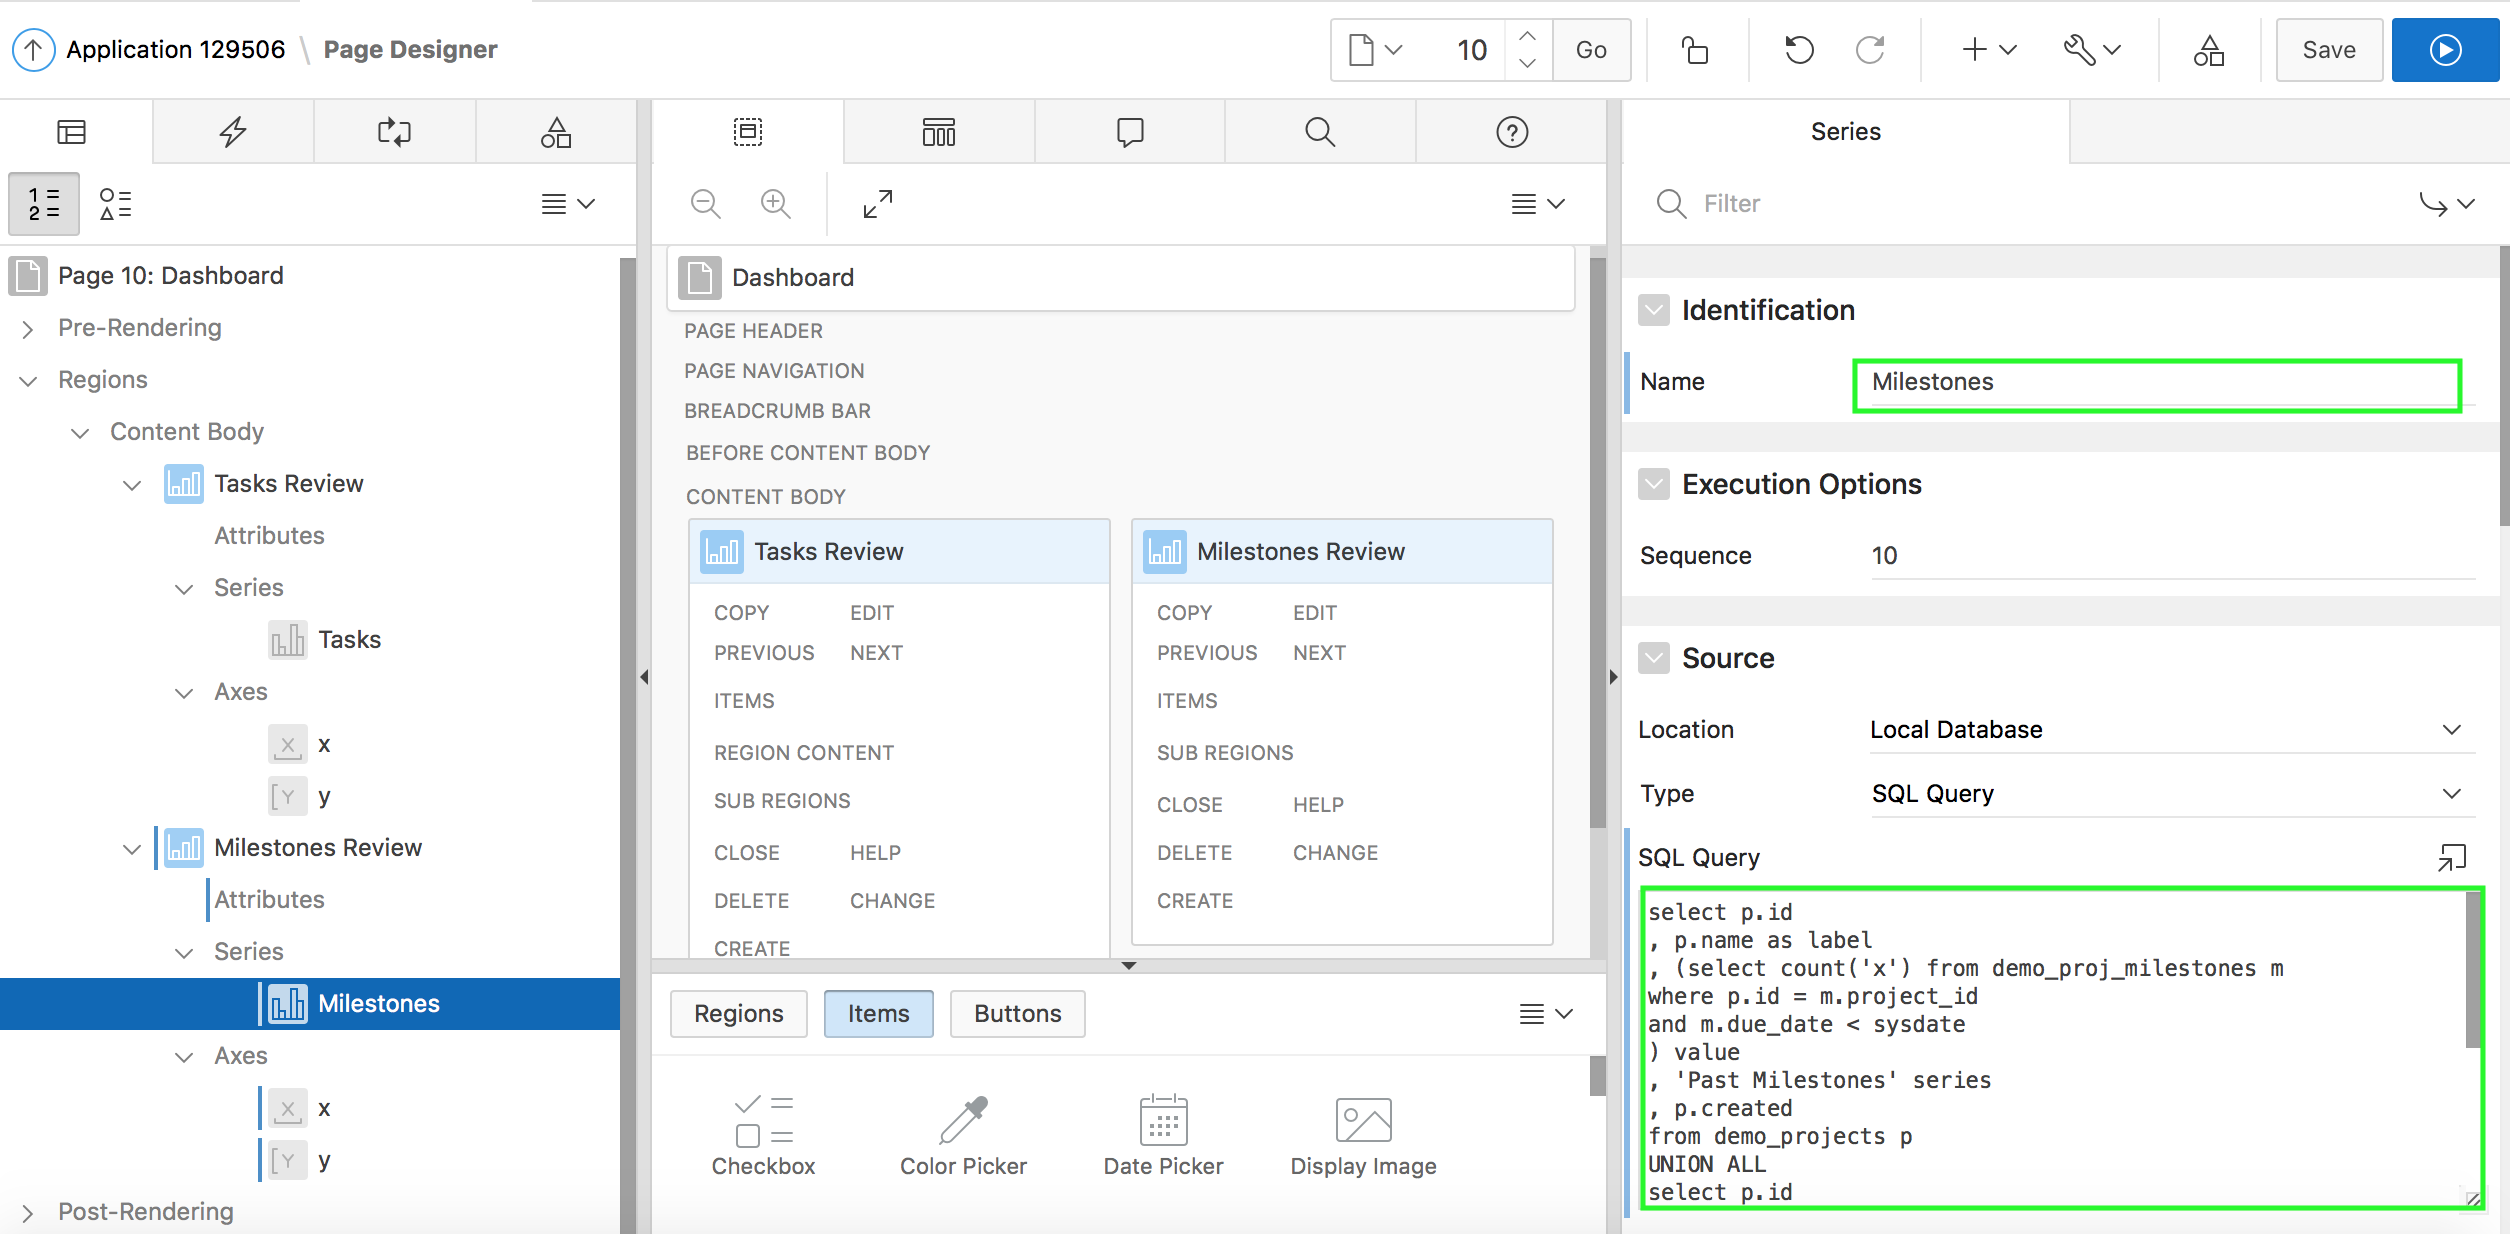 Application 129506 \ Page Designer
10
Go
Save
1
2
Page 10: Dashboard
Pre-Rendering
Regions
Content Body
Tasks Review
Attributes
Series
Tasks
Axes
X x
Y y
Milestones Review
Attributes
Series
Milestones
Axes
X x
Y y
Post-Rendering
Dashboard
PAGE HEADER
PAGE NAVIGATION
BREADCRUMB BAR
BEFORE CONTENT BODY
CONTENT BODY
Tasks Review
COPY EDIT
PREVIOUS NEXT
ITEMS
REGION CONTENT
SUB REGIONS
CLOSE HELP
DELETE CHANGE
CREATE
Milestones Review
COPY EDIT
PREVIOUS NEXT
ITEMS
SUB REGIONS
CLOSE HELP
DELETE CHANGE
CREATE
Regions Items Buttons
Checkbox Color Picker Date Picker Display Image
Series
Filter
Identification
Name Milestones
Execution Options
Sequence 10
Source
Location Local Database
Type SQL Query
SQL Query
select p.id
, p.name as label
, (select count('x') from demo_proj_milestones m
where p.id = m.project_id
and m.due_date < sysdate
) value
, 'Past Milestones' series
, p.created
from demo_projects p
UNION ALL
select p.id